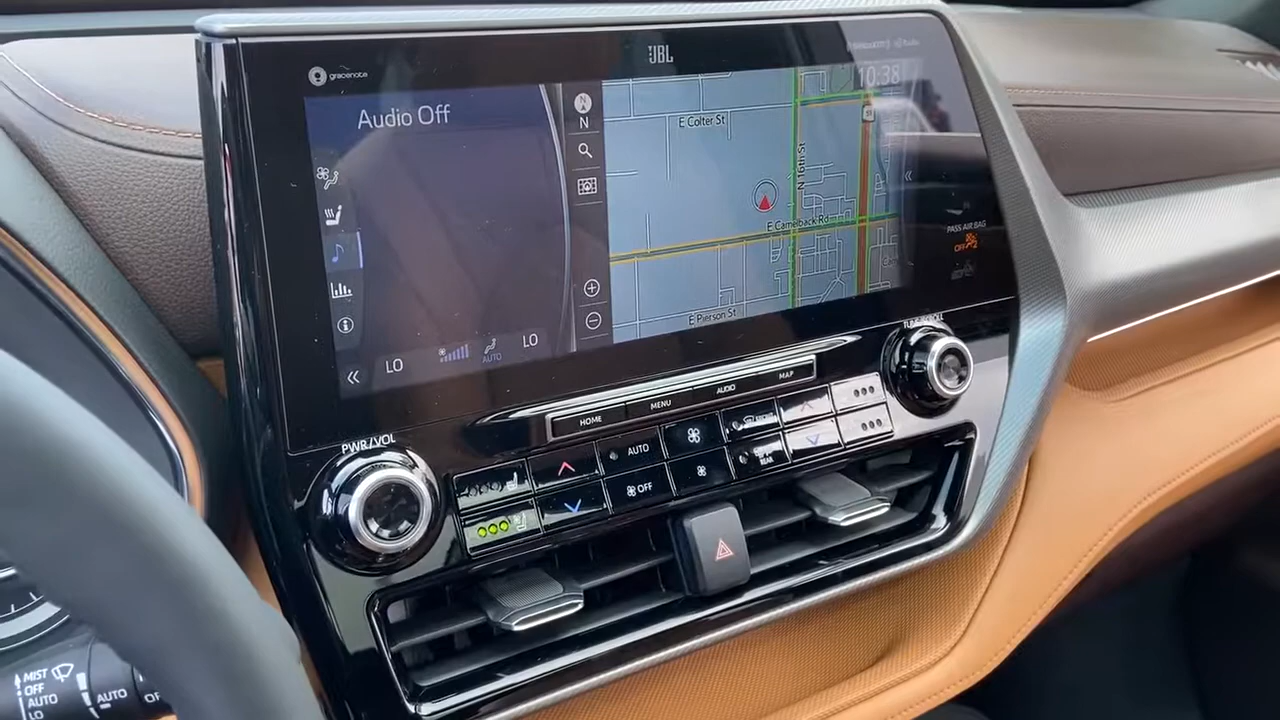 JBL
gracenote
10:38
Audio Off
N
N
E Colter St
N 16th St
E Camelback Rd
E Pierson St
PASS AIR BAG
OFF
LO
AUTO
LO
HOME
MENU
AUDIO
MAP
PWR/VOL
AUTO
OFF
REAR
MIST
OFF
AUTO
LO
AUTO